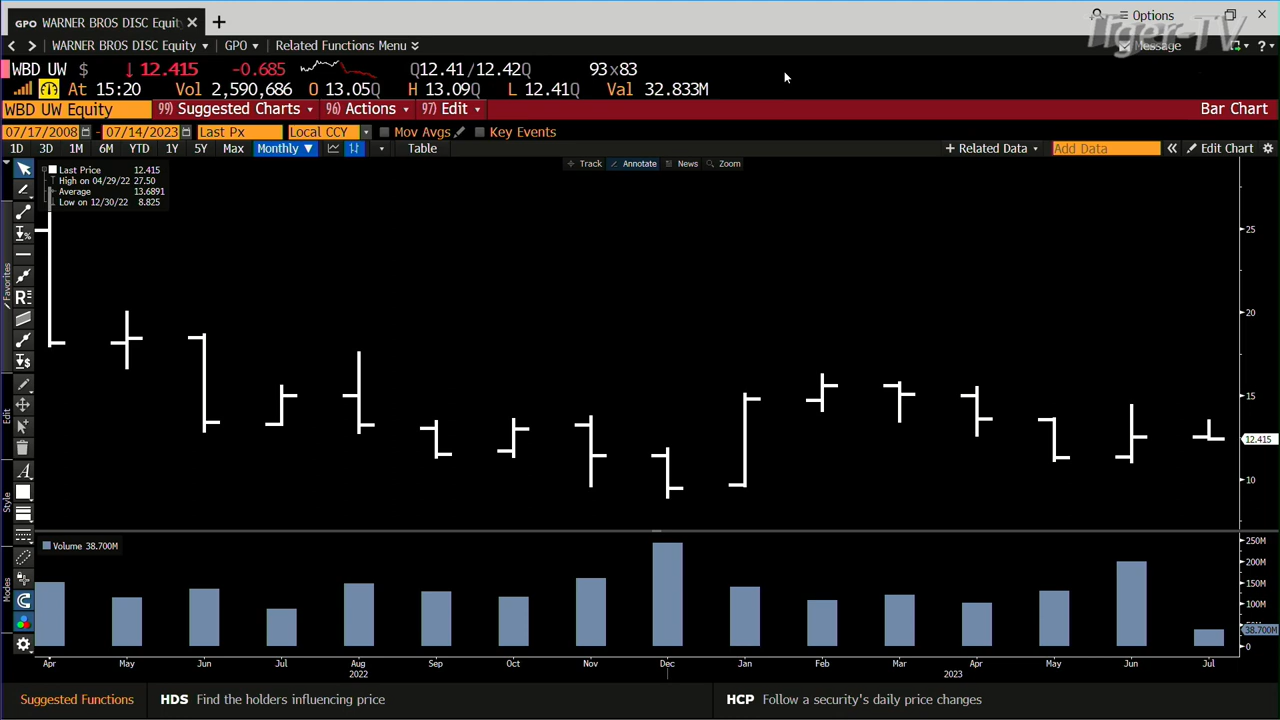 GPO WARNER BROS DISC Equity × +
Options
Tiger-TV
WARNER BROS DISC Equity GPO Related Functions Menu Message ?
WBD UW $ ↓12.415 -0.685 Q12.41/12.42Q 93x83
At 15:20 Vol 2,590,686 O 13.05Q H 13.09Q L 12.41Q Val 32.833M
WBD UW Equity 99) Suggested Charts 96) Actions 97) Edit Bar Chart
07/17/2008 - 07/14/2023 Last Px Local CCY Mov Avgs Key Events
1D 3D 1M 6M YTD 1Y 5Y Max Monthly ▼ Table + Related Data Add Data « Edit Chart
Track Annotate News Zoom
Last Price 12.415
High on 04/29/22 27.50
Average 13.6891
Low on 12/30/22 8.825
Favorites
Edit
Style
Modes
25
20
15
12.415
10
Volume 38.700M
250M
200M
150M
100M
38.700M
0
Apr May Jun Jul Aug Sep Oct Nov Dec Jan Feb Mar Apr May Jun Jul
2022 2023
Suggested Functions HDS Find the holders influencing price HCP Follow a security's daily price changes